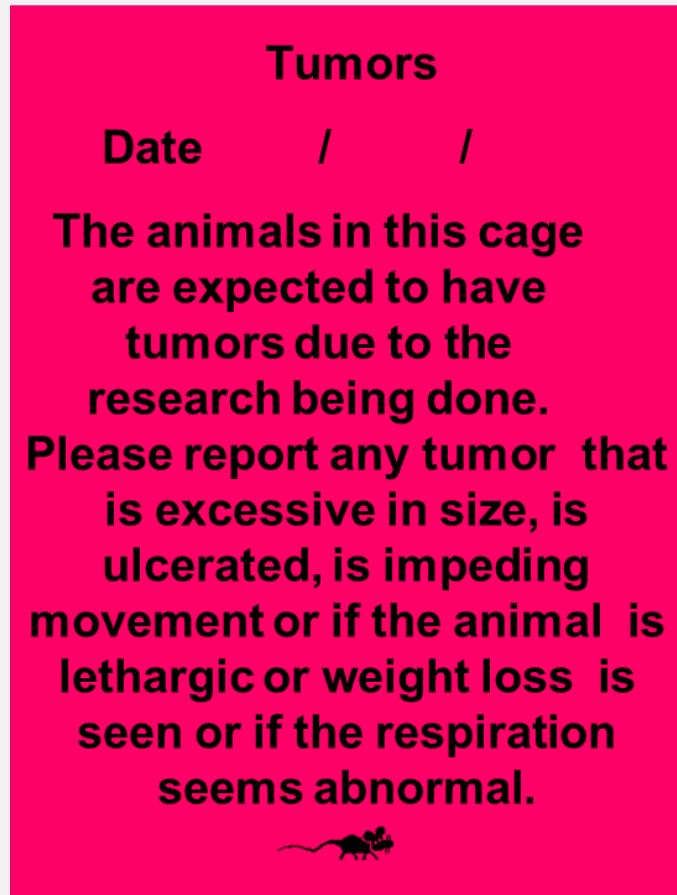 Tumors
Date / /
The animals in this cage
are expected to have
tumors due to the
research being done.
Please report any tumor that
is excessive in size, is
ulcerated, is impeding
movement or if the animal is
lethargic or weight loss is
seen or if the respiration
seems abnormal.